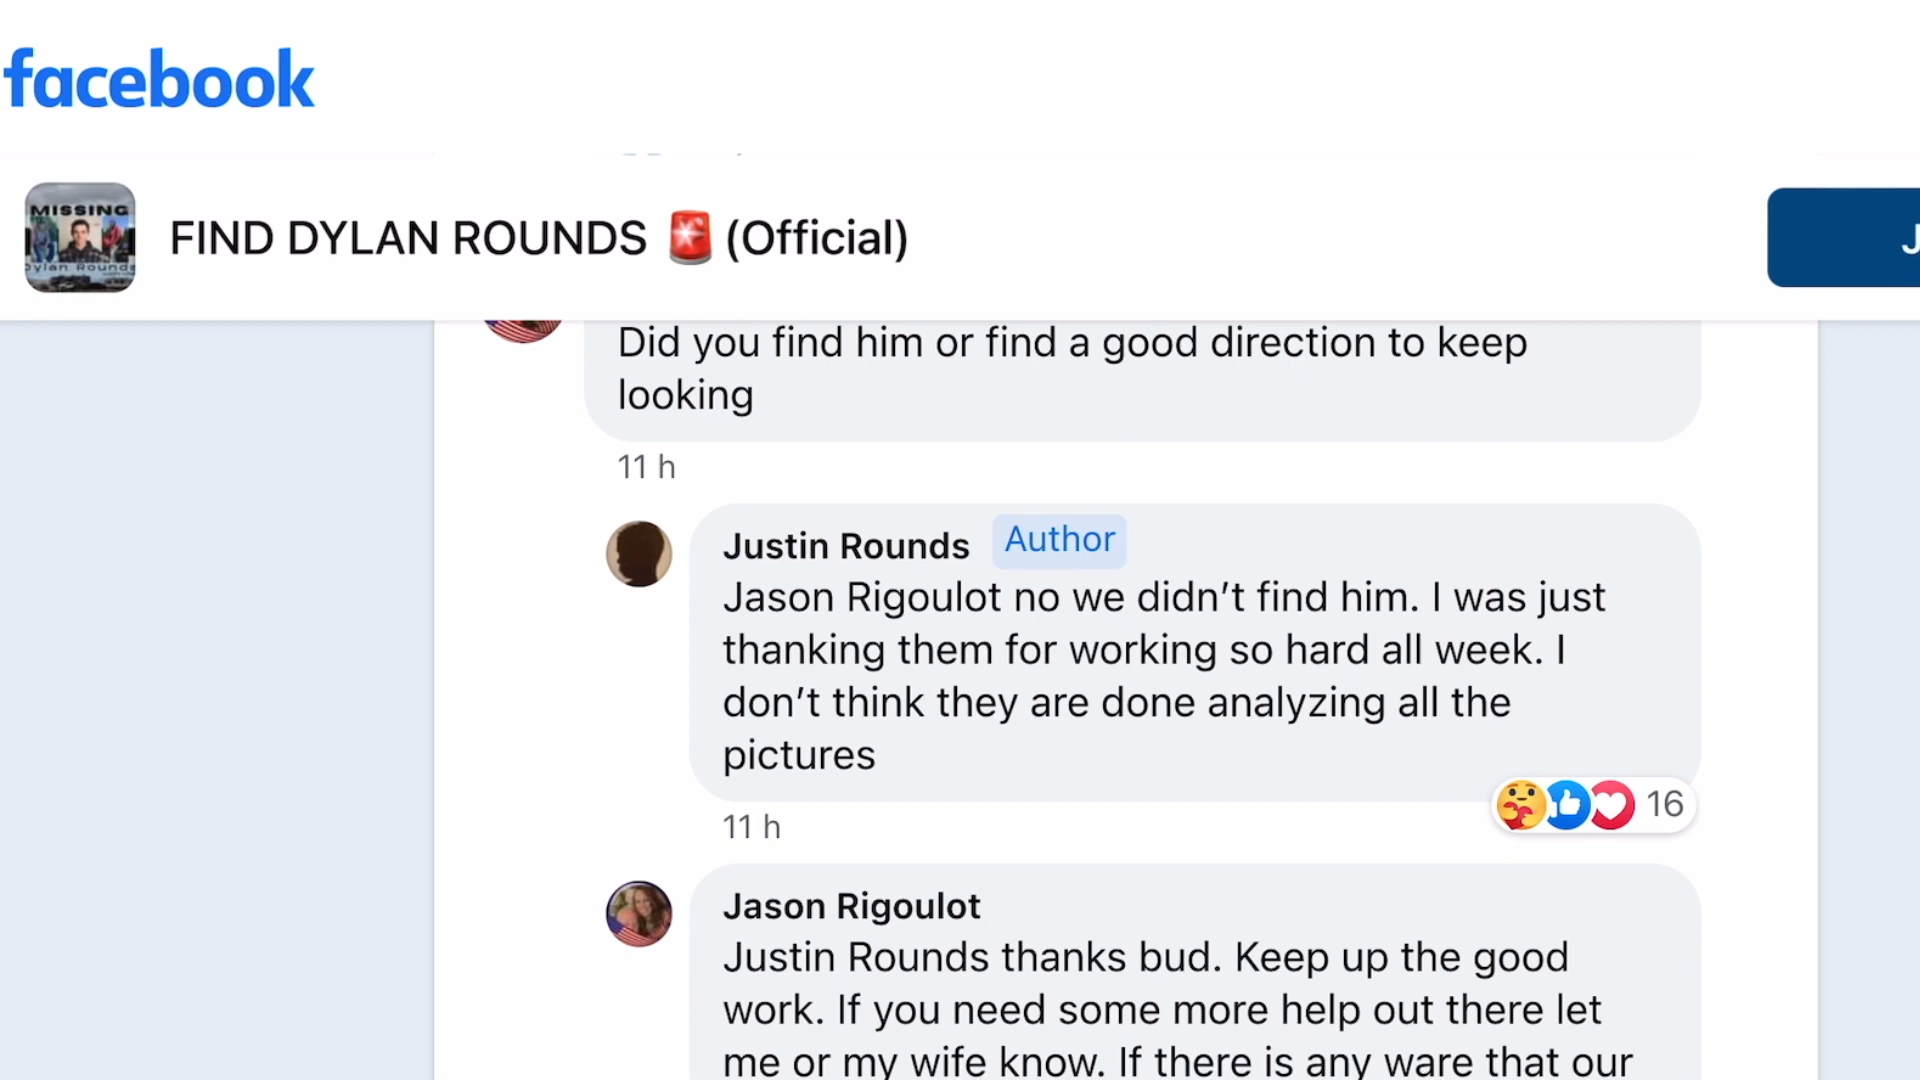 facebook
MISSING
Dylan Rounds
FIND DYLAN ROUNDS 🚨 (Official)
J
Did you find him or find a good direction to keep
looking
11 h
Justin Rounds Author
Jason Rigoulot no we didn't find him. I was just
thanking them for working so hard all week. I
don't think they are done analyzing all the
pictures
16
11 h
Jason Rigoulot
Justin Rounds thanks bud. Keep up the good
work. If you need some more help out there let
me or my wife know. If there is any ware that our